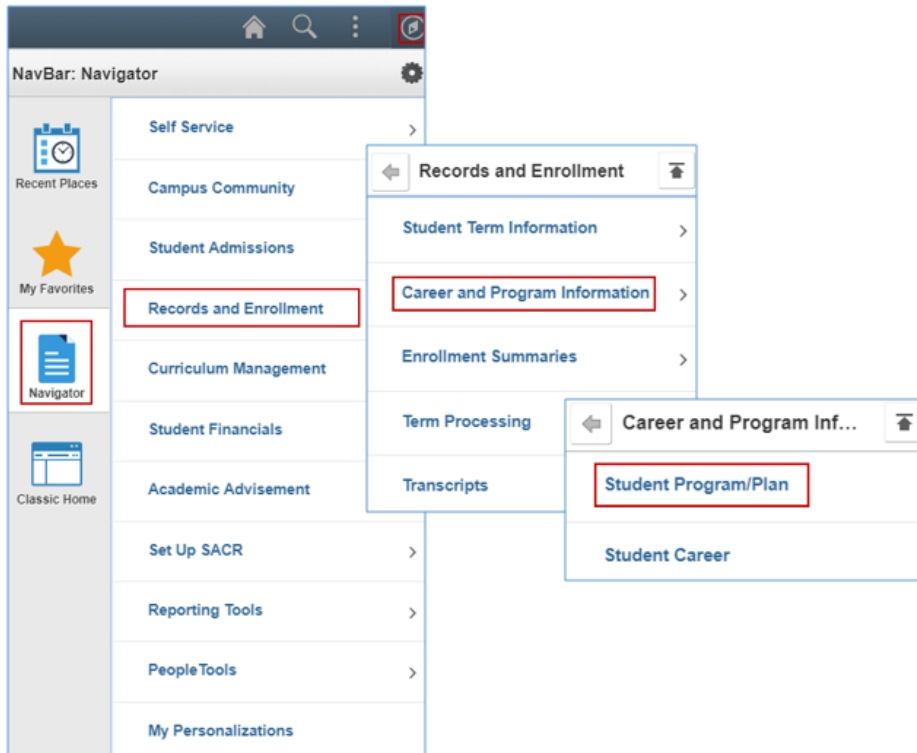 NavBar: Navigator
Recent Places
My Favorites
Navigator
Classic Home
Self Service
Campus Community
Student Admissions
Records and Enrollment
Curriculum Management
Student Financials
Academic Advisement
Set Up SACR
Reporting Tools
PeopleTools
My Personalizations
Records and Enrollment
Student Term Information
Career and Program Information
Enrollment Summaries
Term Processing
Transcripts
Career and Program Inf...
Student Program/Plan
Student Career